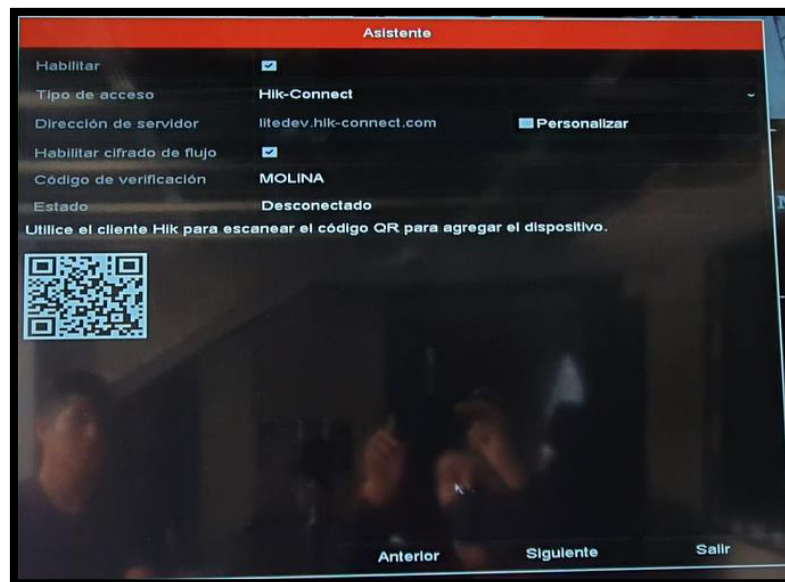 Asistente
Habilitar
Tipo de acceso Hik-Connect
Dirección de servidor litedev.hik-connect.com Personalizar
Habilitar cifrado de flujo
Código de verificación MOLINA
Estado Desconectado
Utilice el cliente Hik para escanear el código QR para agregar el dispositivo.
Anterior Siguiente Salir